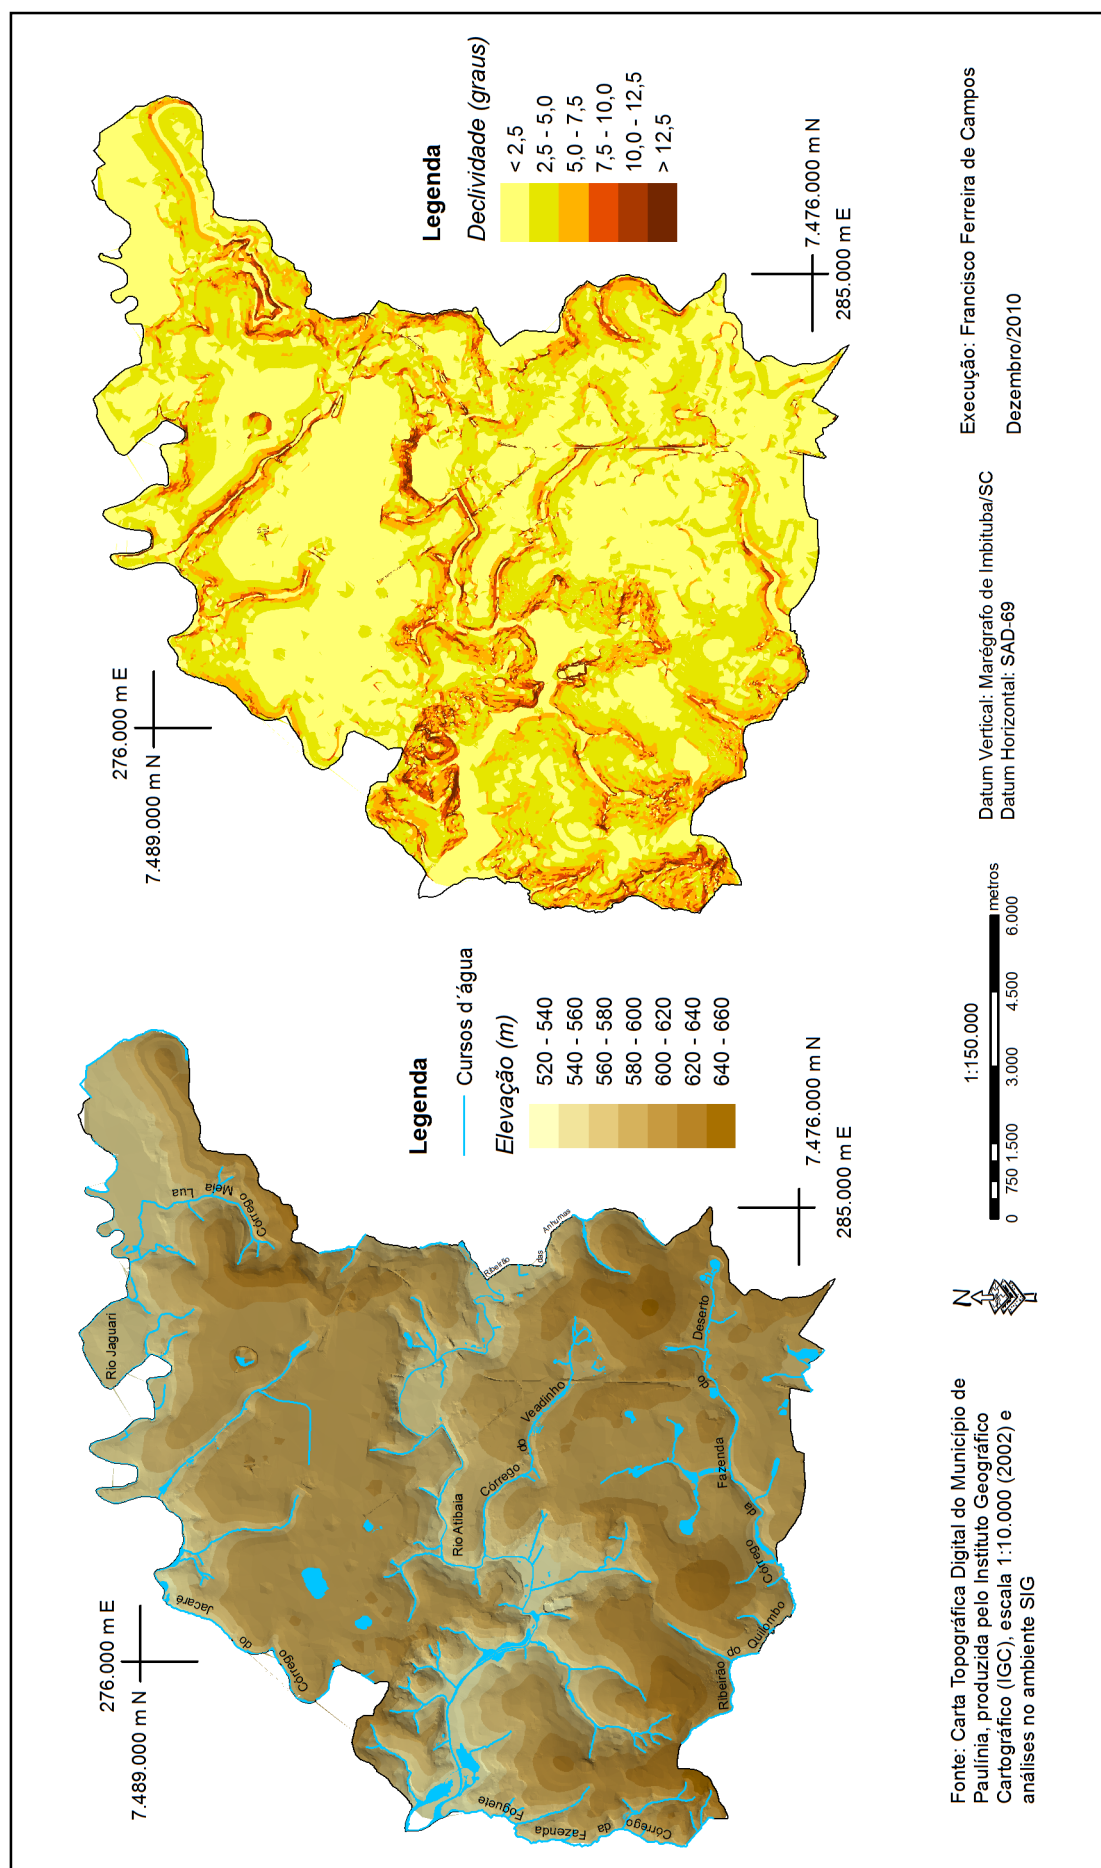 276.000 m E
7.489.000 m N
Rio Jaguari
Córrego do Jacaré
Córrego Meia Lua
Rio Atibaia
Córrego do Veadinho
Ribeirão das Anhumas
Córrego da Fazenda Foguete
Ribeirão do Quilombo
Córrego da Fazenda do Deserto
Legenda
Cursos d´água
Elevação (m)
520 - 540
540 - 560
560 - 580
580 - 600
600 - 620
620 - 640
640 - 660
7.476.000 m N
285.000 m E
276.000 m E
7.489.000 m N
Legenda
Declividade (graus)
< 2,5
2,5 - 5,0
5,0 - 7,5
7,5 - 10,0
10,0 - 12,5
> 12,5
7.476.000 m N
285.000 m E
Fonte: Carta Topográfica Digital do Município de
Paulínia, produzida pelo Instituto Geográfico
Cartográfico (IGC), escala 1:10.000 (2002) e
análises no ambiente SIG
N
1:150.000
0 750 1.500 3.000 4.500 6.000
metros
Datum Vertical: Marégrafo de Imbituba/SC
Datum Horizontal: SAD-69
Execução: Francisco Ferreira de Campos
Dezembro/2010